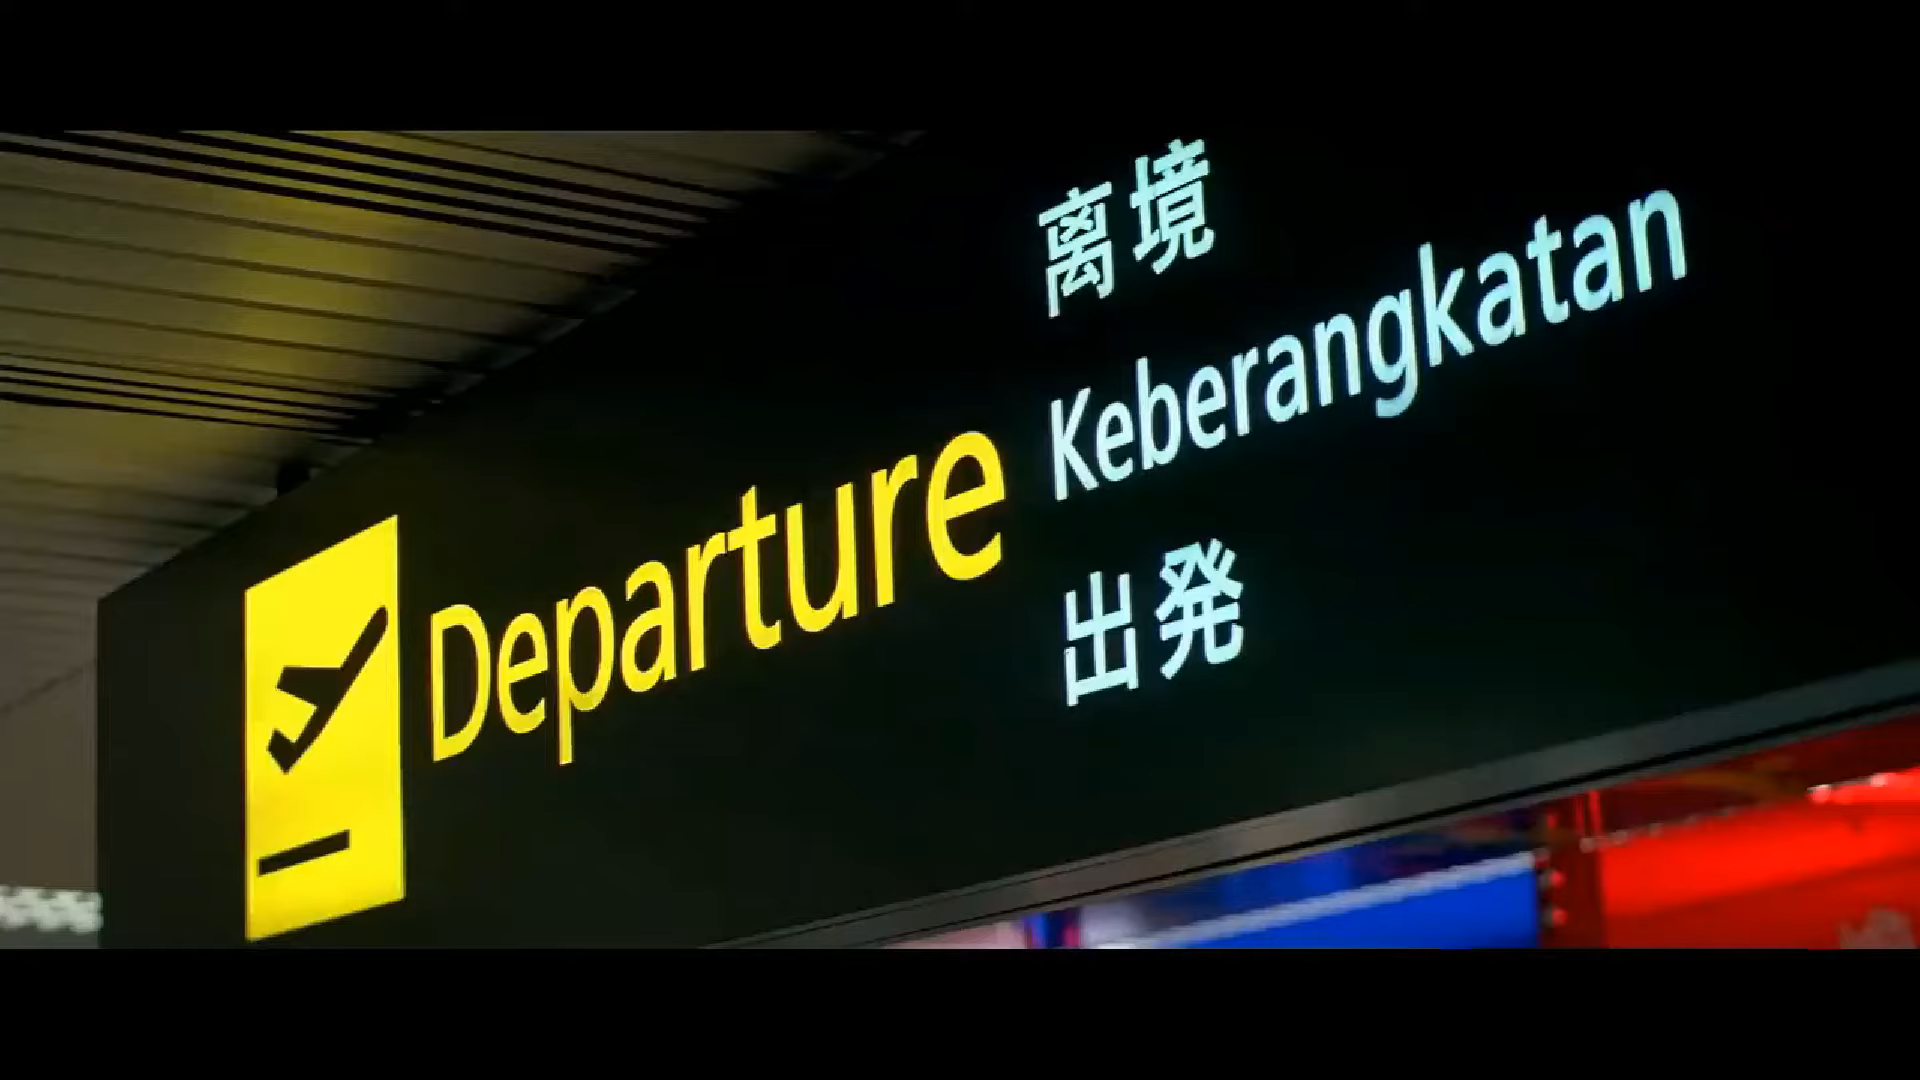 Departure
离境
Keberangkatan
出発